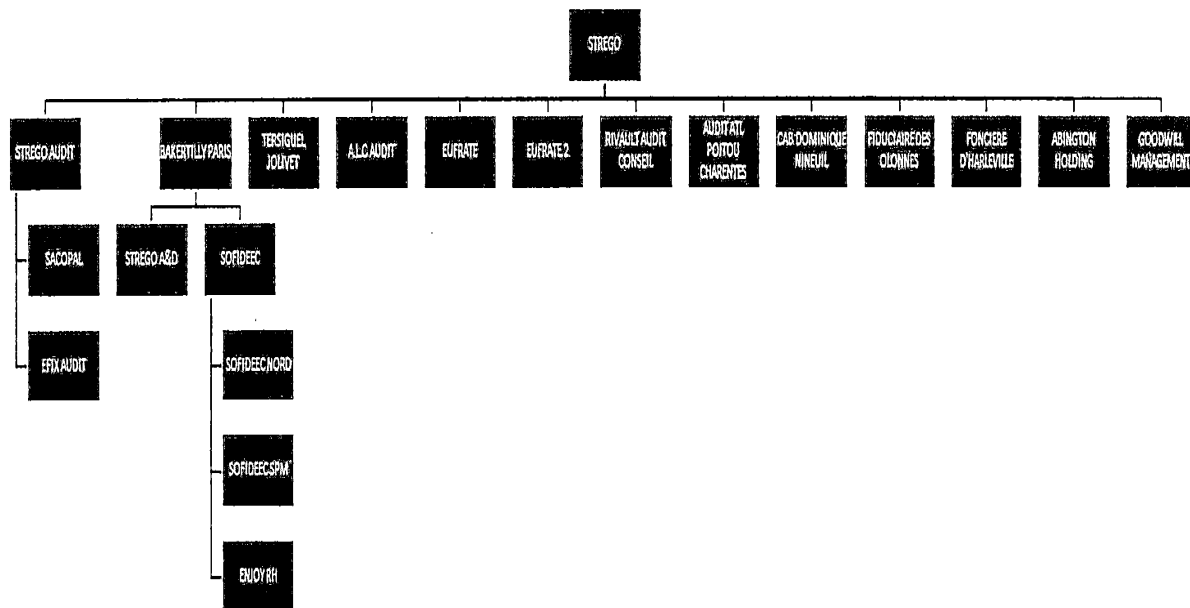 STREGO
STREGO AUDIT
BAKERTILLY PARIS
TERSIGUEL
JOLIVET
A.L.C AUDIT
EUFRATE
EUFRATE 2
RIVAULT AUDIT
CONSEIL
AUDIT ATL
POITOU
CHARENTES
CAB. DOMINIQUE
NINEUIL
FIDUCIAIRE DES
OLONNES
FONCIERE
D'HARLEVILLE
ABINGTON
HOLDING
GOODWILL
MANAGEMENT
SACOPAL
STREGO A&D
SOFIDEEC
EFIX AUDIT
SOFIDEEC NORD
SOFIDEEC SPM
ENJOY RH